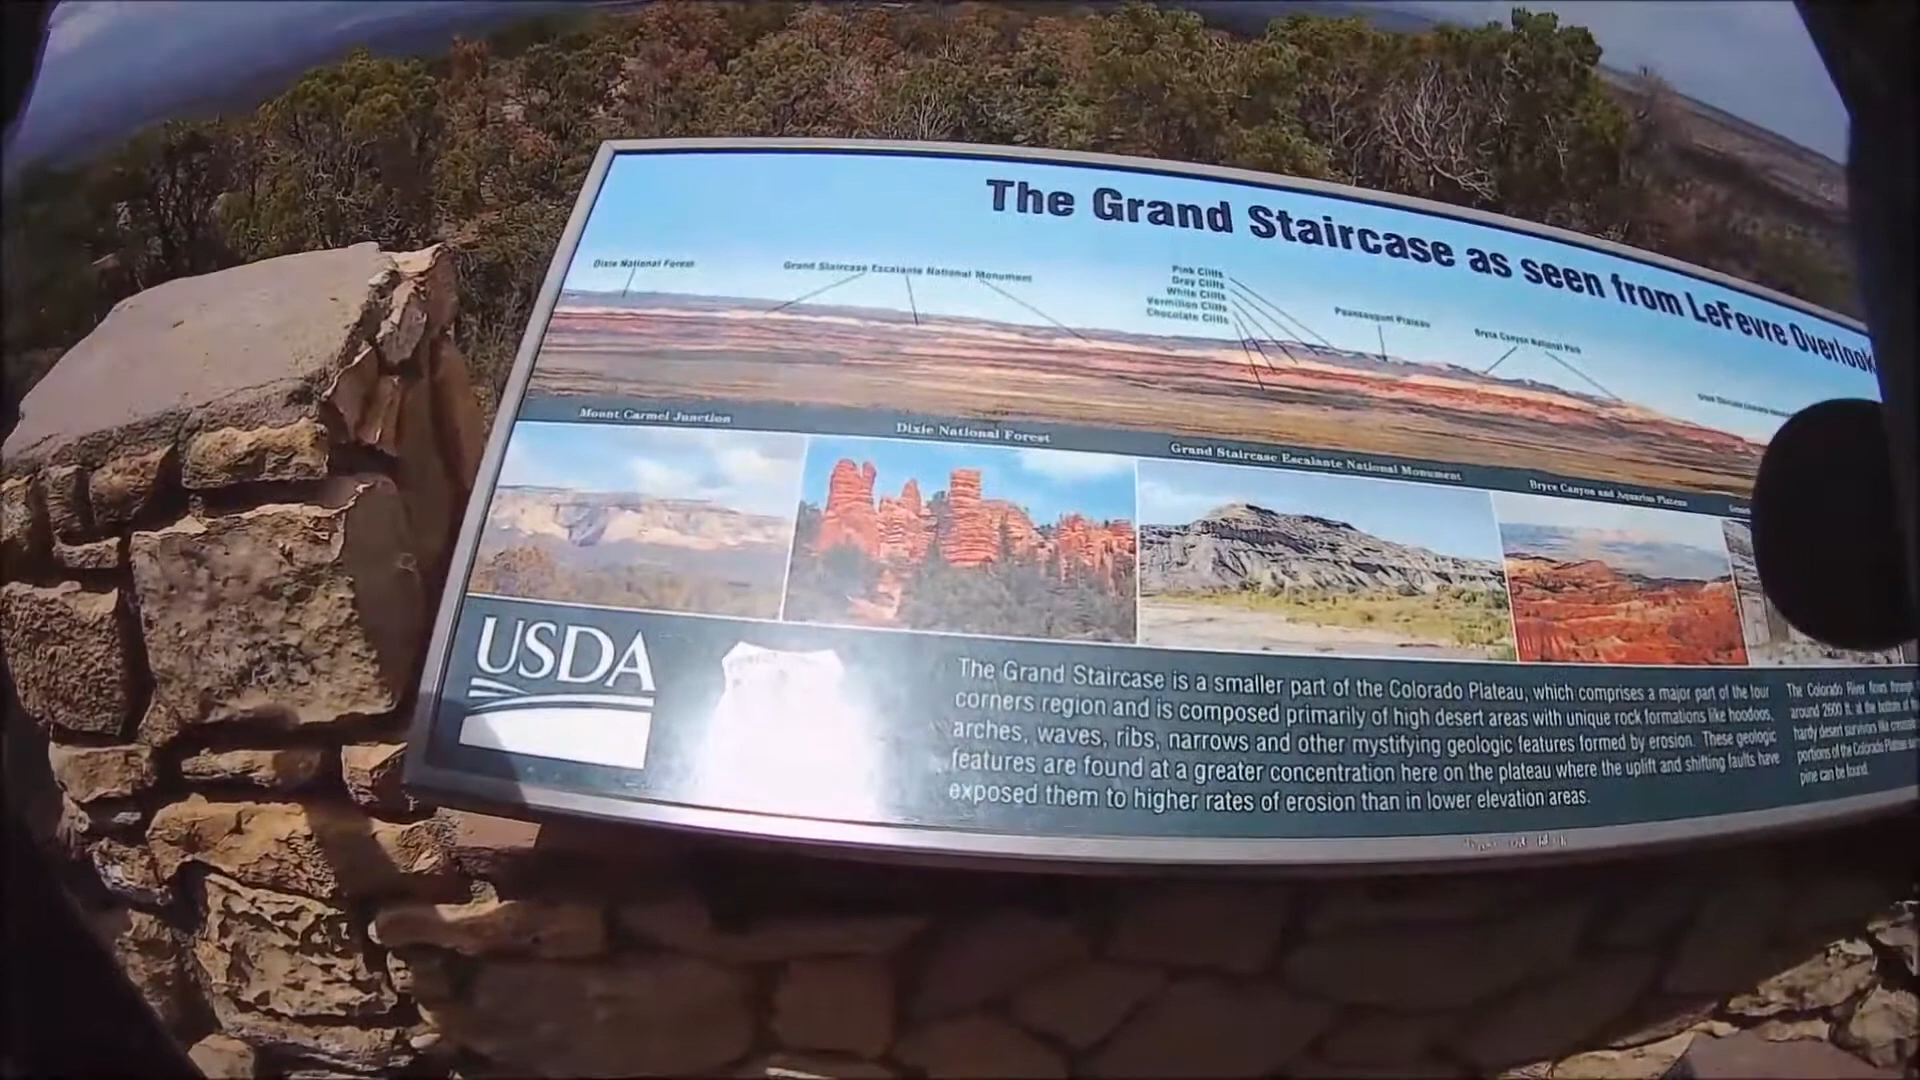 The Grand Staircase as seen from LeFevre Overlook
Dixie National Forest
Grand Staircase Escalante National Monument
Pink Cliffs
Gray Cliffs
White Cliffs
Vermilion Cliffs
Chocolate Cliffs
Paunsaugunt Plateau
Bryce Canyon National Park
Mount Carmel Junction
Dixie National Forest
Grand Staircase Escalante National Monument
Bryce Canyon and Aquarius Plateau
USDA
The Grand Staircase is a smaller part of the Colorado Plateau, which comprises a major part of the four
corners region and is composed primarily of high desert areas with unique rock formations like hoodoos,
arches, waves, ribs, narrows and other mystifying geologic features formed by erosion. These geologic
features are found at a greater concentration here on the plateau where the uplift and shifting faults have
exposed them to higher rates of erosion than in lower elevation areas.
The Colorado River flows through
around 2600 ft. at the bottom of
hardy desert survivors like
portions of the Colorado Plateau
pine can be found.